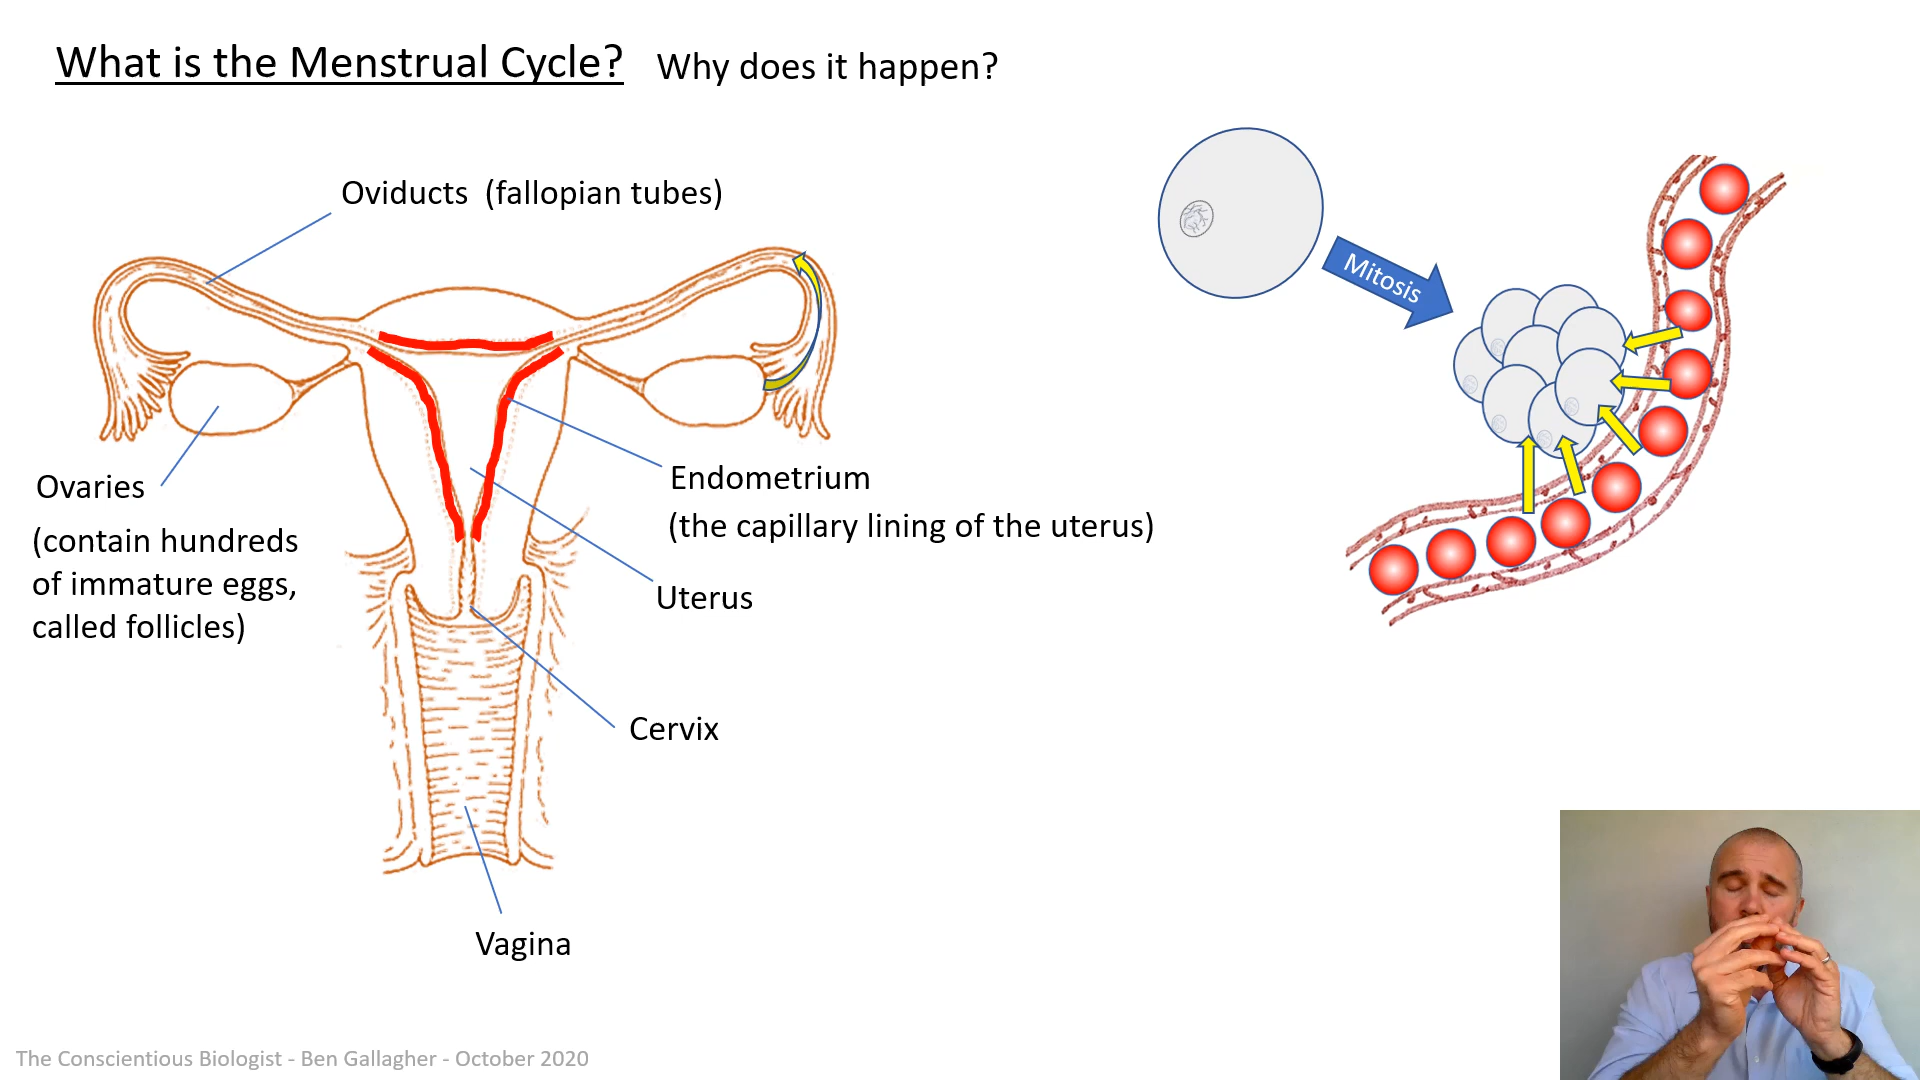 What is the Menstrual Cycle? Why does it happen?
Oviducts (fallopian tubes)
Mitosis
Ovaries
(contain hundreds
of immature eggs,
called follicles)
Endometrium
(the capillary lining of the uterus)
Uterus
Cervix
Vagina
The Conscientious Biologist - Ben Gallagher - October 2020